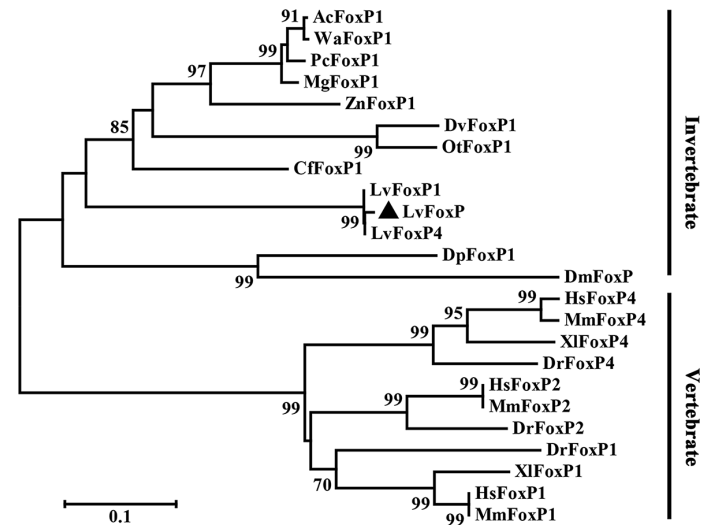 91 AcFoxP1
WaFoxP1
99 PcFoxP1
97 MgFoxP1
ZnFoxP1
85 DvFoxP1
99 OtFoxP1
CfFoxP1
LvFoxP1
99 LvFoxP
LvFoxP4
DpFoxP1
99 DmFoxP
99 HsFoxP4
95 MmFoxP4
99 XlFoxP4
DrFoxP4
99 HsFoxP2
99 MmFoxP2
99 DrFoxP2
DrFoxP1
70 XlFoxP1
99 HsFoxP1
99 MmFoxP1
0.1
Invertebrate
Vertebrate